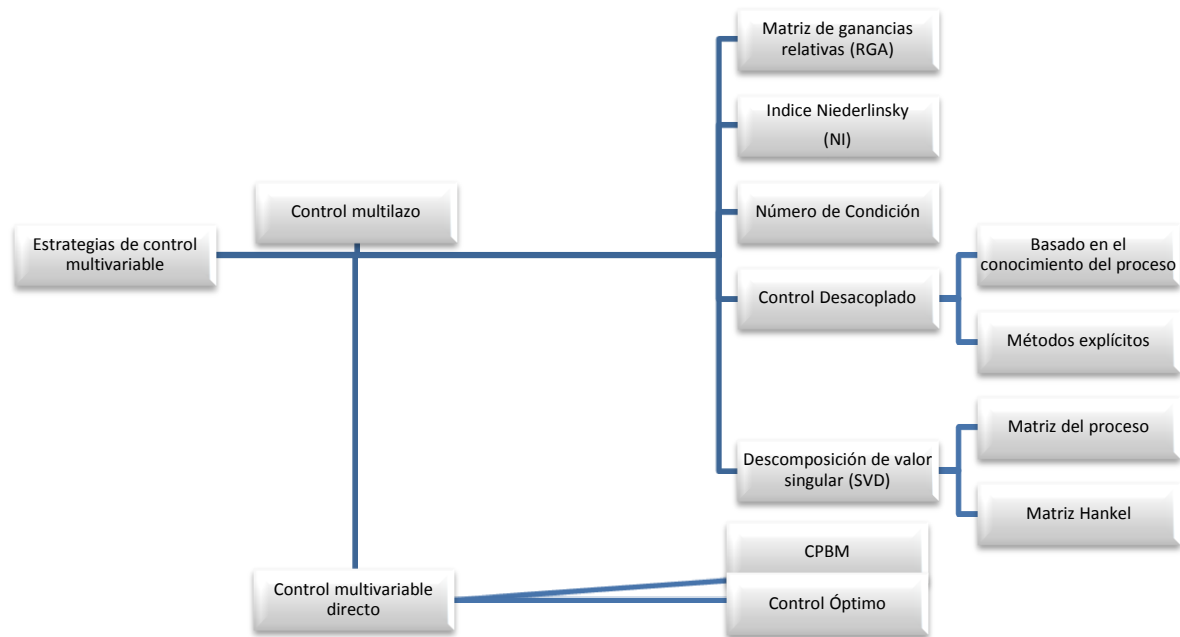 Estrategias de control
multivariable
Control multilazo
Matriz de ganancias
relativas (RGA)
Indice Niederlinsky
(NI)
Número de Condición
Control Desacoplado
Basado en el
conocimiento del proceso
Métodos explícitos
Descomposición de valor
singular (SVD)
Matriz del proceso
Matriz Hankel
Control multivariable
directo
CPBM
Control Óptimo